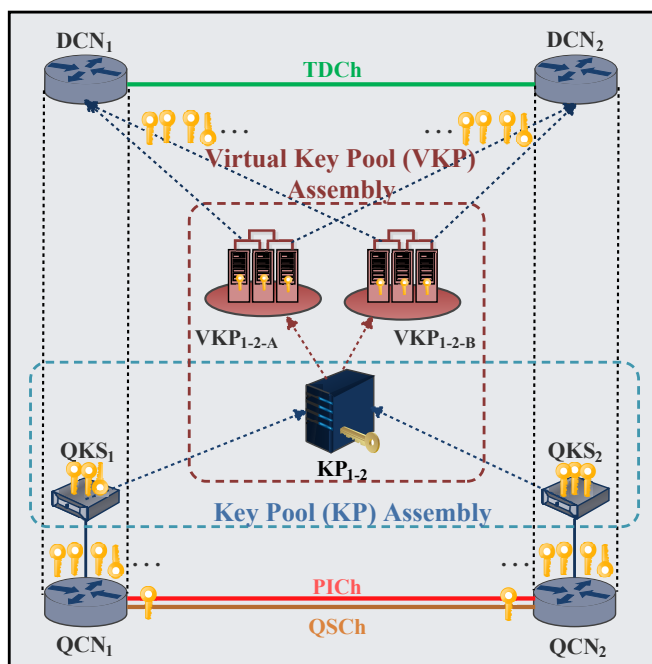 DCN₁
DCN₂
TDCh
...
...
Virtual Key Pool (VKP)
Assembly
VKP₁₋₂₋A
VKP₁₋₂₋B
QKS₁
QKS₂
KP₁₋₂
Key Pool (KP) Assembly
...
...
PICh
QSCh
QCN₁
QCN₂